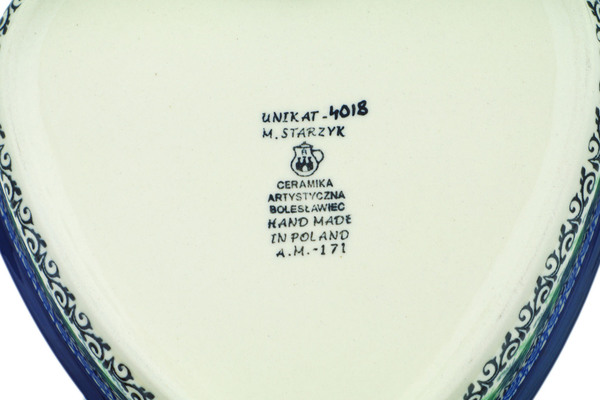 UNIKAT-4018
M. STARZYK
CERAMIKA
ARTYSTYCZNA
BOLESŁAWIEC
HAND MADE
IN POLAND
A.M.-171